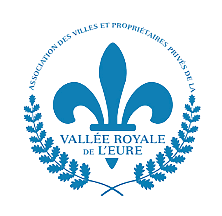 ASSOCIATION DES VILLES ET PROPRIÉTAIRES PRIVÉS DE LA
VALLÉE ROYALE
DE L'EURE